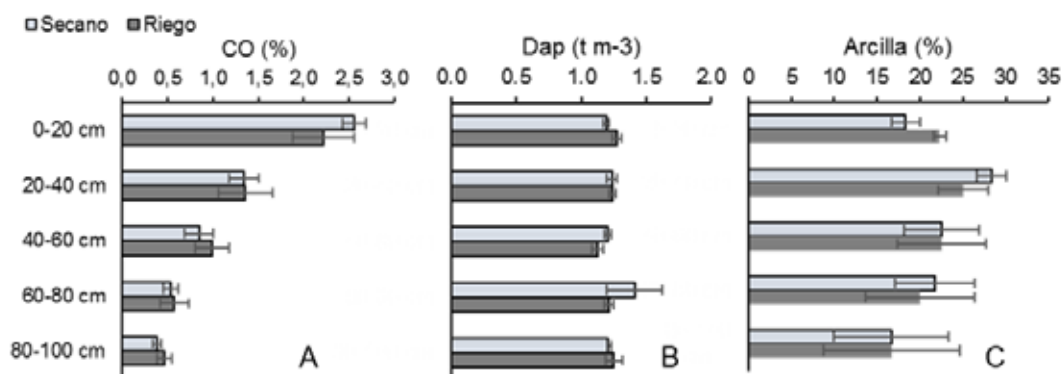 Secano Riego
CO (%)
0,0 0,5 1,0 1,5 2,0 2,5 3,0
Dap (t m-3)
0.0 0.5 1.0 1.5 2.0
Arcilla (%)
0 5 10 15 20 25 30 35
0-20 cm
20-40 cm
40-60 cm
60-80 cm
80-100 cm
A
B
C